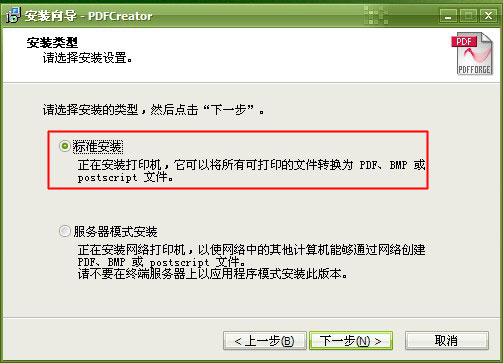 安装向导 - PDFCreator
安装类型
请选择安装设置。
PDF
PDFFORGE
请选择安装的类型，然后点击“下一步”。
标准安装
正在安装打印机，它可以将所有可打印的文件转换为 PDF、BMP 或
postscript 文件。
服务器模式安装
正在安装网络打印机，以使网络中的其他计算机能够通过网络创建
PDF、BMP 或 postscript 文件。
请不要在终端服务器上以应用程序模式安装此版本。
< 上一步(B)
下一步(N) >
取消